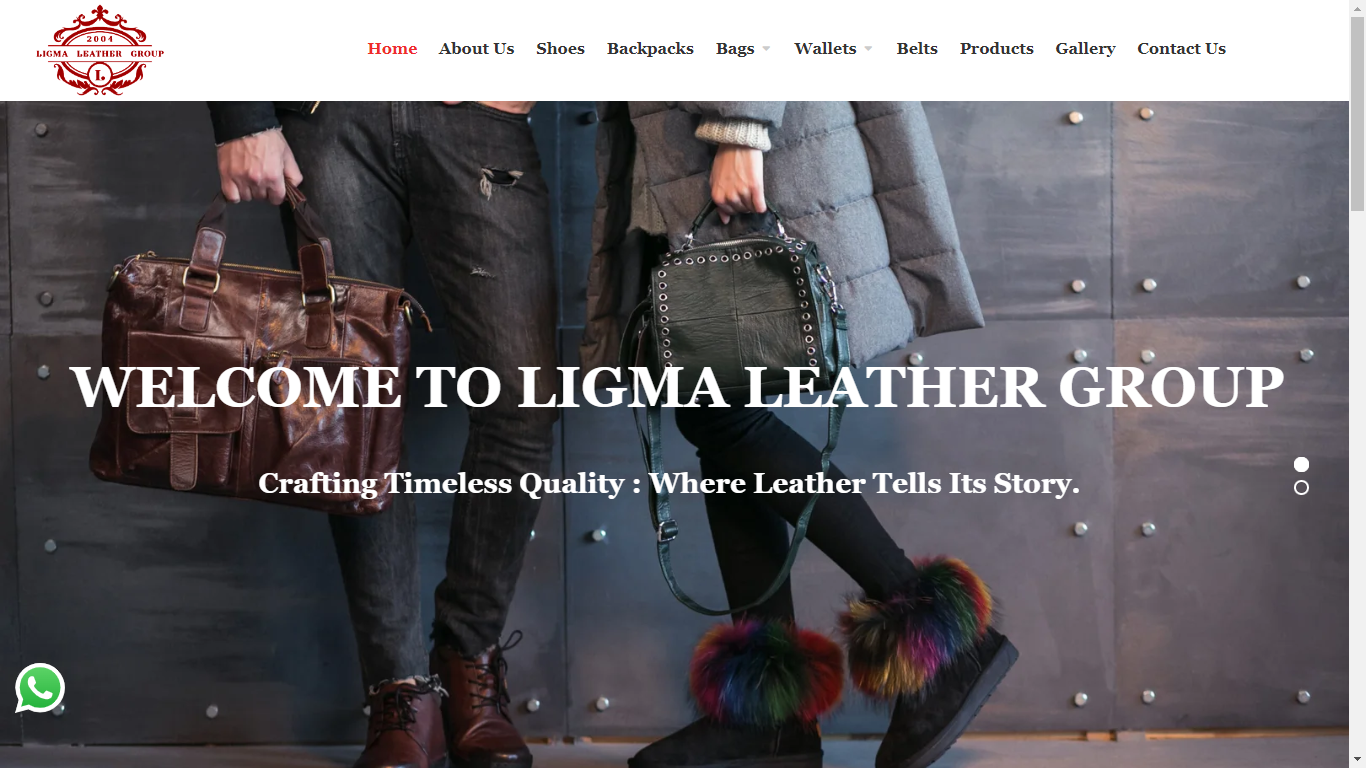 2004
LIGMA LEATHER GROUP
L.
Home About Us Shoes Backpacks Bags Wallets Belts Products Gallery Contact Us
WELCOME TO LIGMA LEATHER GROUP
Crafting Timeless Quality : Where Leather Tells Its Story.